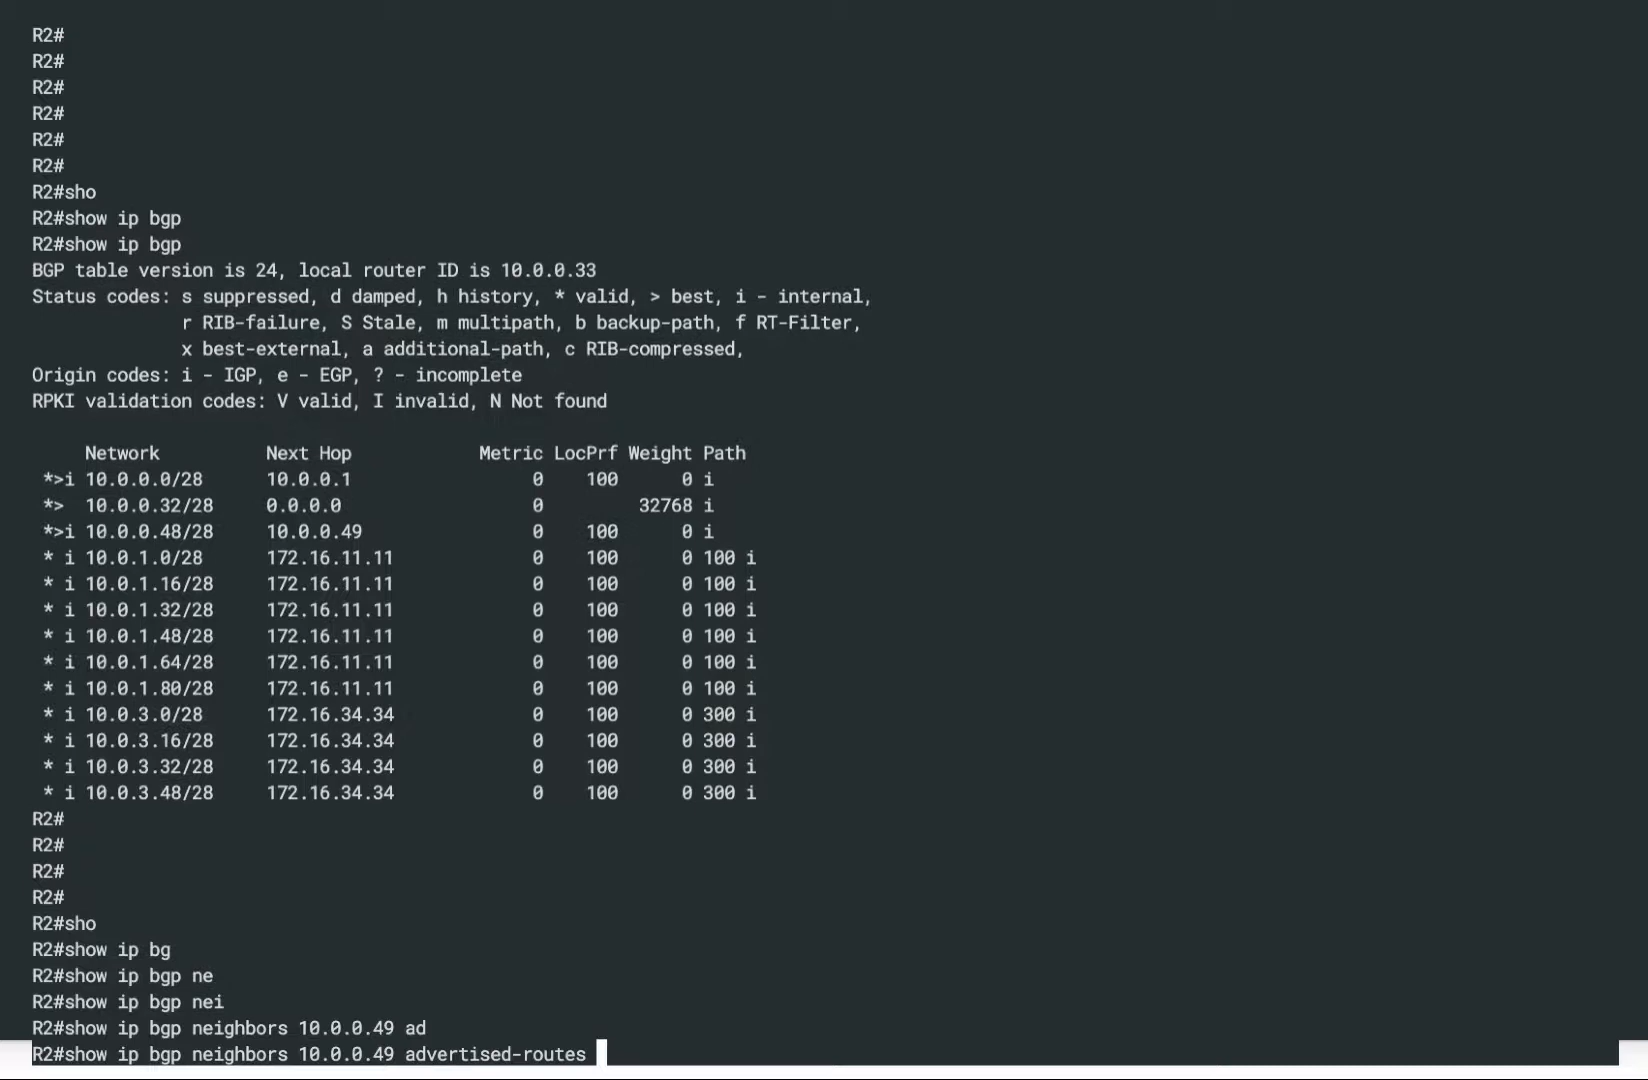 R2#
R2#
R2#
R2#
R2#
R2#
R2#sho
R2#show ip bgp
R2#show ip bgp
BGP table version is 24, local router ID is 10.0.0.33
Status codes: s suppressed, d damped, h history, * valid, > best, i - internal,
              r RIB-failure, S Stale, m multipath, b backup-path, f RT-Filter,
              x best-external, a additional-path, c RIB-compressed,
Origin codes: i - IGP, e - EGP, ? - incomplete
RPKI validation codes: V valid, I invalid, N Not found

     Network          Next Hop            Metric LocPrf Weight Path
 *>i 10.0.0.0/28      10.0.0.1                 0    100      0 i
 *>  10.0.0.32/28     0.0.0.0                  0         32768 i
 *>i 10.0.0.48/28     10.0.0.49                0    100      0 i
 * i 10.0.1.0/28      172.16.11.11             0    100      0 100 i
 * i 10.0.1.16/28     172.16.11.11             0    100      0 100 i
 * i 10.0.1.32/28     172.16.11.11             0    100      0 100 i
 * i 10.0.1.48/28     172.16.11.11             0    100      0 100 i
 * i 10.0.1.64/28     172.16.11.11             0    100      0 100 i
 * i 10.0.1.80/28     172.16.11.11             0    100      0 100 i
 * i 10.0.3.0/28      172.16.34.34             0    100      0 300 i
 * i 10.0.3.16/28     172.16.34.34             0    100      0 300 i
 * i 10.0.3.32/28     172.16.34.34             0    100      0 300 i
 * i 10.0.3.48/28     172.16.34.34             0    100      0 300 i
R2#
R2#
R2#
R2#
R2#sho
R2#show ip bg
R2#show ip bgp ne
R2#show ip bgp nei
R2#show ip bgp neighbors 10.0.0.49 ad
R2#show ip bgp neighbors 10.0.0.49 advertised-routes